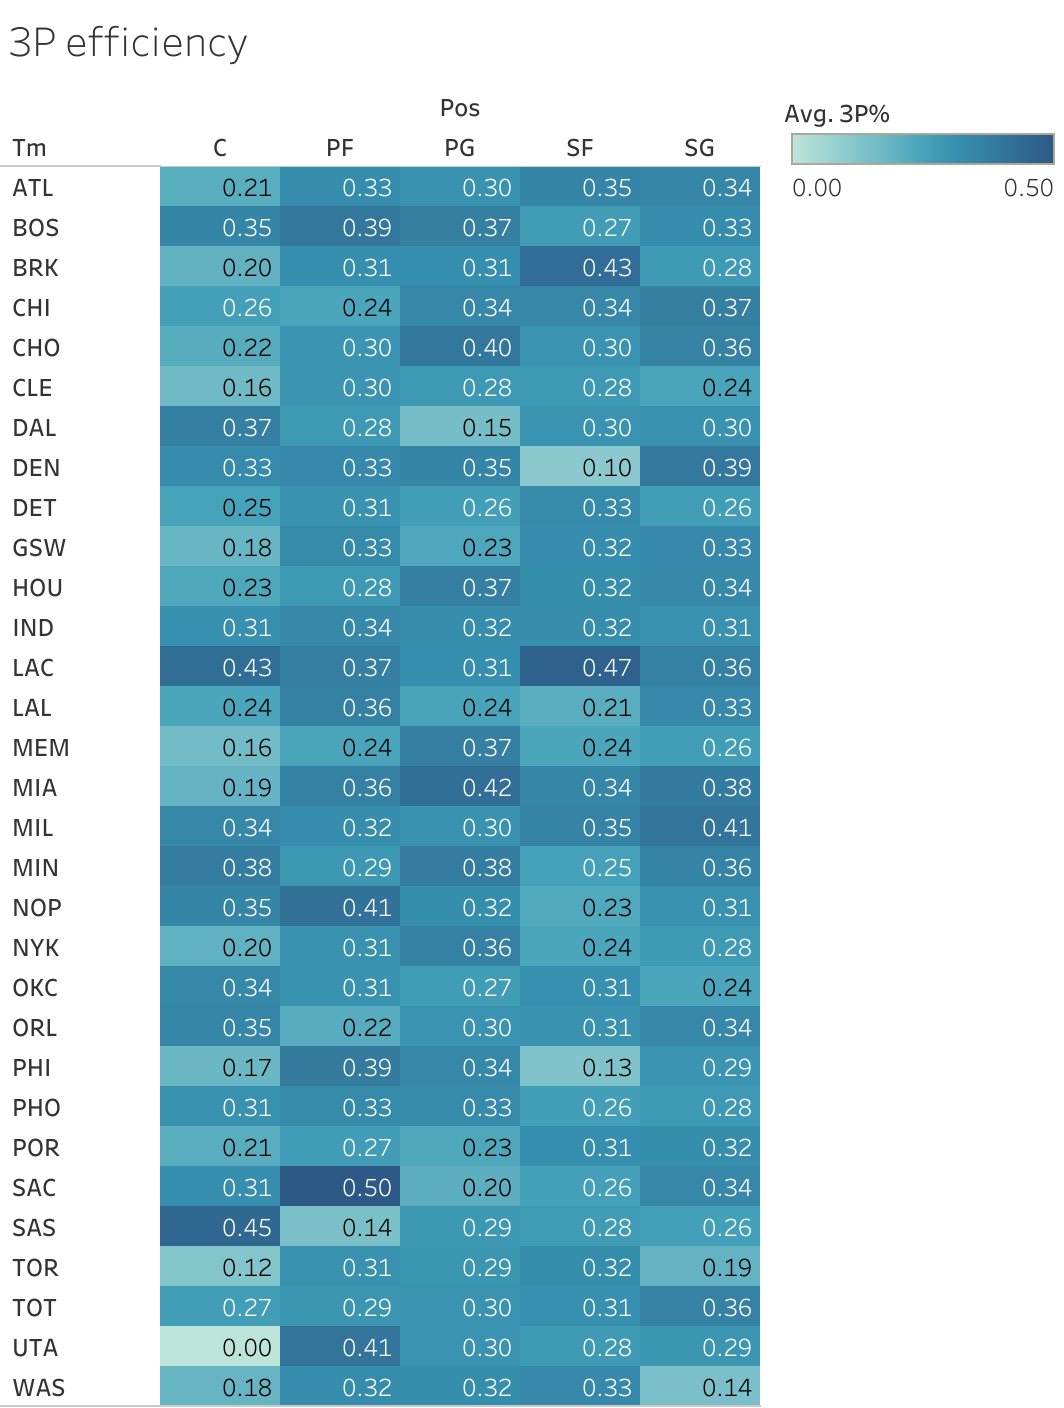 3P efficiency
Pos
Avg. 3P%
Tm C PF PG SF SG
0.00 0.50
ATL 0.21 0.33 0.30 0.35 0.34
BOS 0.35 0.39 0.37 0.27 0.33
BRK 0.20 0.31 0.31 0.43 0.28
CHI 0.26 0.24 0.34 0.34 0.37
CHO 0.22 0.30 0.40 0.30 0.36
CLE 0.16 0.30 0.28 0.28 0.24
DAL 0.37 0.28 0.15 0.30 0.30
DEN 0.33 0.33 0.35 0.10 0.39
DET 0.25 0.31 0.26 0.33 0.26
GSW 0.18 0.33 0.23 0.32 0.33
HOU 0.23 0.28 0.37 0.32 0.34
IND 0.31 0.34 0.32 0.32 0.31
LAC 0.43 0.37 0.31 0.47 0.36
LAL 0.24 0.36 0.24 0.21 0.33
MEM 0.16 0.24 0.37 0.24 0.26
MIA 0.19 0.36 0.42 0.34 0.38
MIL 0.34 0.32 0.30 0.35 0.41
MIN 0.38 0.29 0.38 0.25 0.36
NOP 0.35 0.41 0.32 0.23 0.31
NYK 0.20 0.31 0.36 0.24 0.28
OKC 0.34 0.31 0.27 0.31 0.24
ORL 0.35 0.22 0.30 0.31 0.34
PHI 0.17 0.39 0.34 0.13 0.29
PHO 0.31 0.33 0.33 0.26 0.28
POR 0.21 0.27 0.23 0.31 0.32
SAC 0.31 0.50 0.20 0.26 0.34
SAS 0.45 0.14 0.29 0.28 0.26
TOR 0.12 0.31 0.29 0.32 0.19
TOT 0.27 0.29 0.30 0.31 0.36
UTA 0.00 0.41 0.30 0.28 0.29
WAS 0.18 0.32 0.32 0.33 0.14